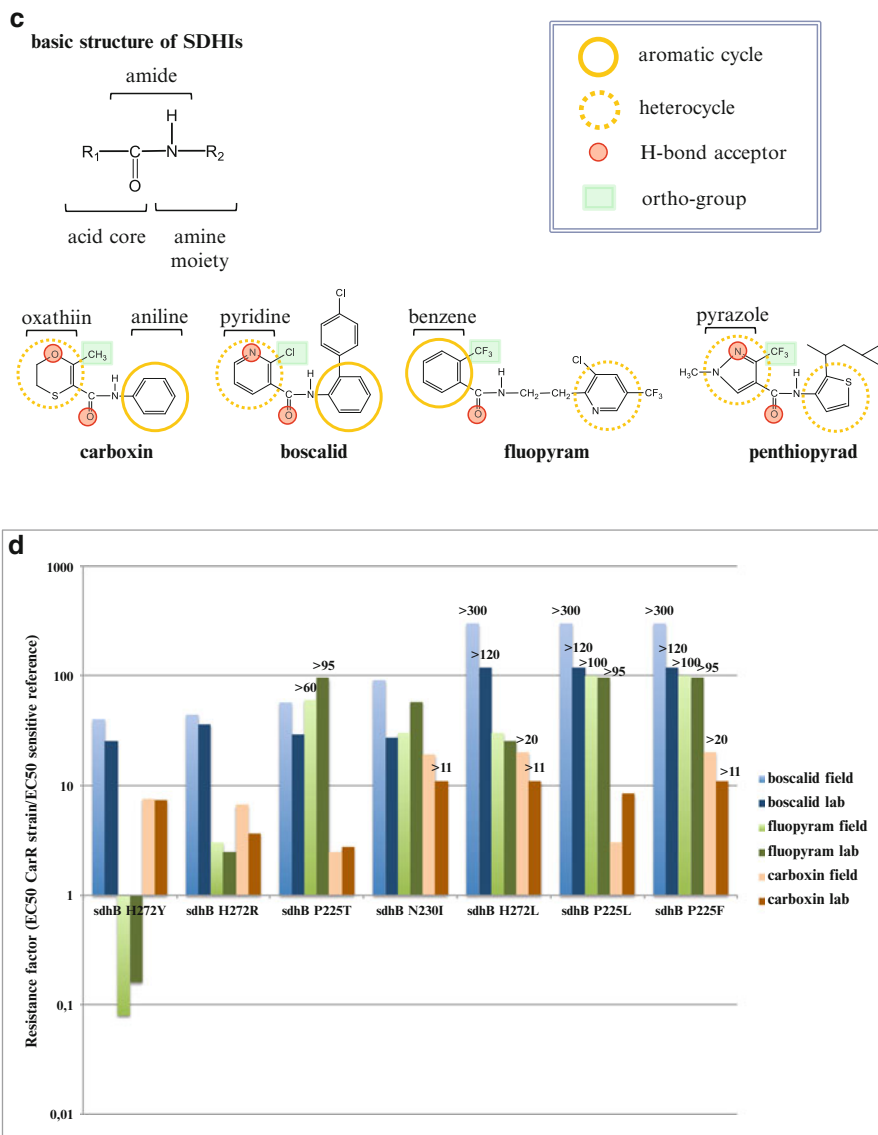 c
basic structure of SDHIs
amide
H
R1 C N R2
O
acid core
amine
moiety
aromatic cycle
heterocycle
H-bond acceptor
ortho-group
oxathiin
aniline
O
CH3
S
H
N
O
carboxin
pyridine
Cl
N
Cl
H
N
O
boscalid
benzene
CF3
Cl
H
N CH2 CH2
O
N
CF3
fluopyram
pyrazole
N
CF3
H3C N
H
N
S
O
penthiopyrad
d
Resistance factor (EC50 CarR strain/EC50 sensitive reference)
1000
100
10
1
0,1
0,01
>60
>95
>11
>300
>120
>20
>11
>300
>120
>100
>95
>300
>120
>100
>95
>20
>11
sdhB H272Y
sdhB H272R
sdhB P225T
sdhB N230I
sdhB H272L
sdhB P225L
sdhB P225F
boscalid field
boscalid lab
fluopyram field
fluopyram lab
carboxin field
carboxin lab